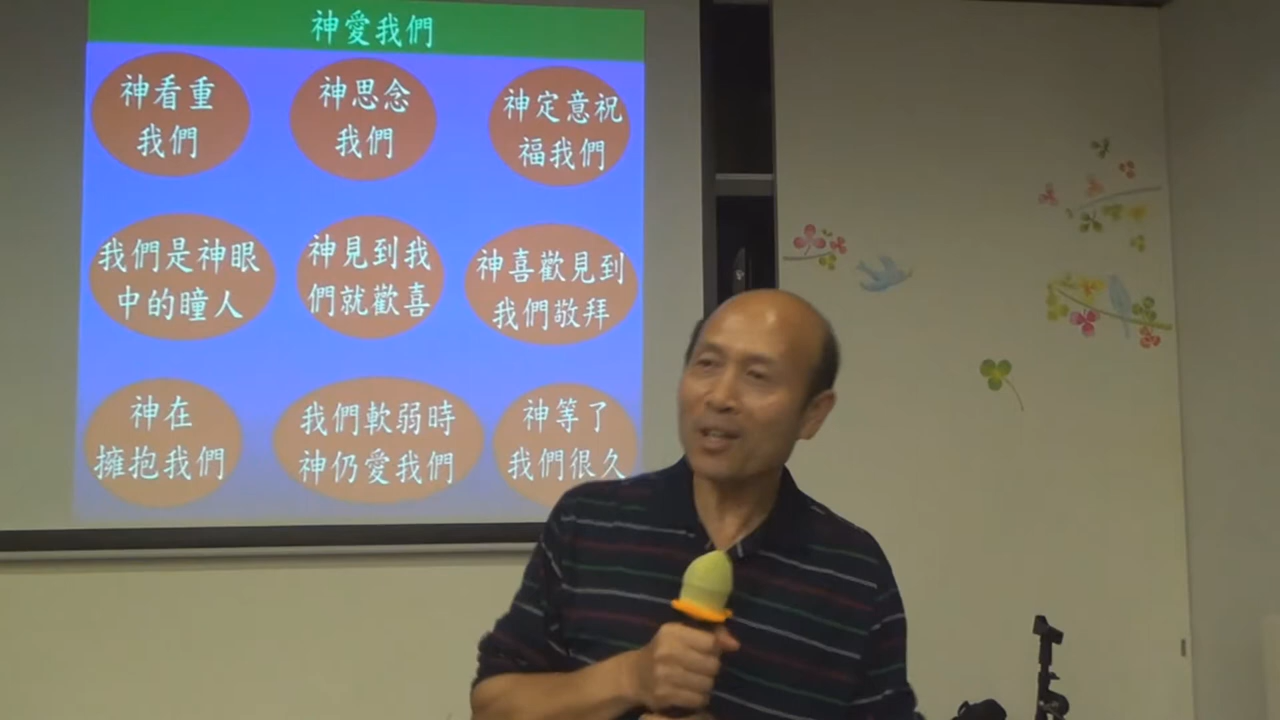 神愛我們
神看重
我們
神思念
我們
神定意祝
福我們
我們是神眼
中的瞳人
神見到我
們就歡喜
神喜歡見到
我們敬拜
神在
擁抱我們
我們軟弱時
神仍愛我們
神等了
我們很久